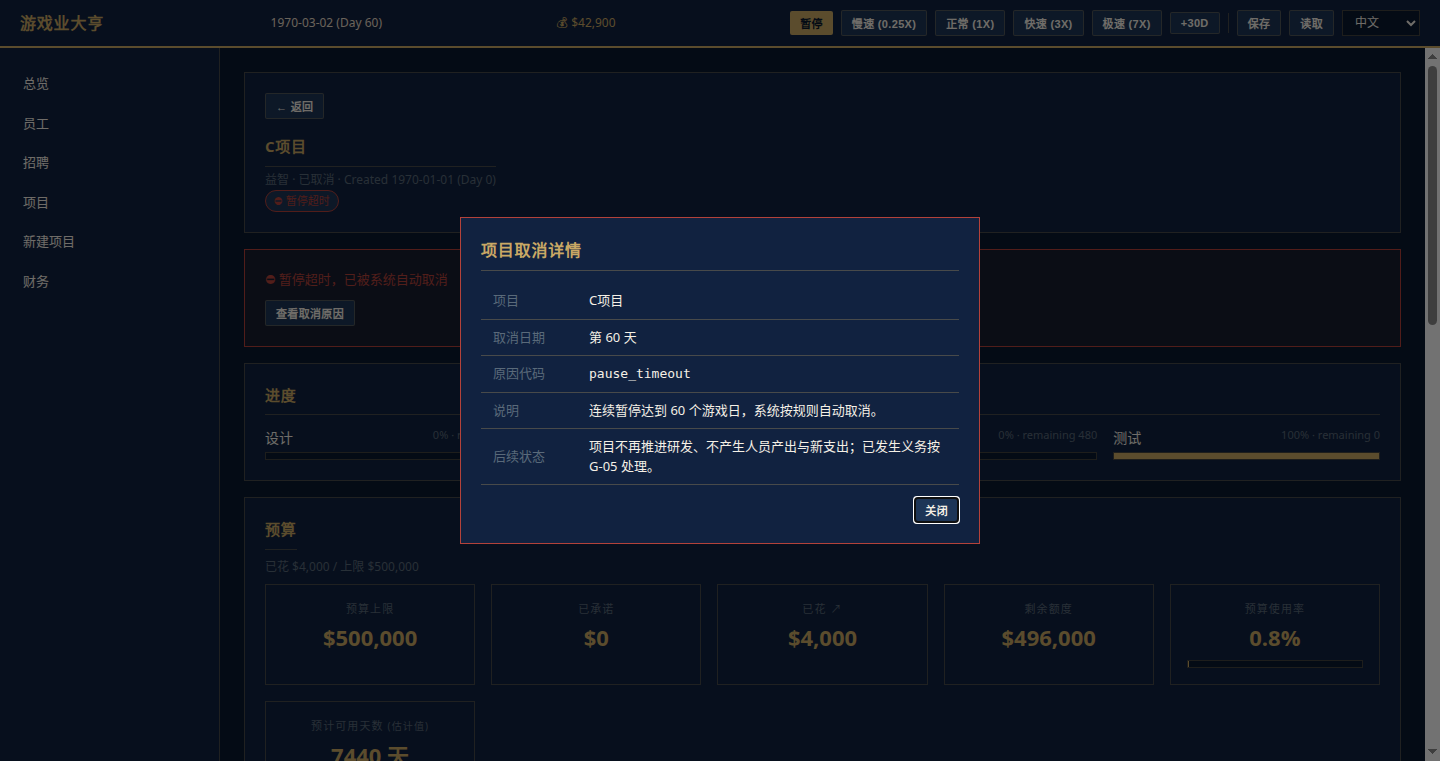 游戏业大亨
1970-03-02 (Day 60)
💰 $42,900
暂停
慢速 (0.25X)
正常 (1X)
快速 (3X)
极速 (7X)
+30D
保存
读取
中文
总览
员工
招聘
项目
新建项目
财务
← 返回
C项目
益智 · 已取消 · Created 1970-01-01 (Day 0)
⛔ 暂停超时
⛔ 暂停超时，已被系统自动取消
查看取消原因
项目取消详情
项目 C项目
取消日期 第 60 天
原因代码 pause_timeout
说明 连续暂停达到 60 个游戏日，系统按规则自动取消。
后续状态 项目不再推进研发、不产生人员产出与新支出；已发生义务按
G-05 处理。
关闭
进度
设计
0% ·
0% · remaining 480
测试
100% · remaining 0
预算
已花 $4,000 / 上限 $500,000
预算上限
$500,000
已承诺
$0
已花 ↗
$4,000
剩余额度
$496,000
预算使用率
0.8%
预计可用天数 (估计值)
7440 天